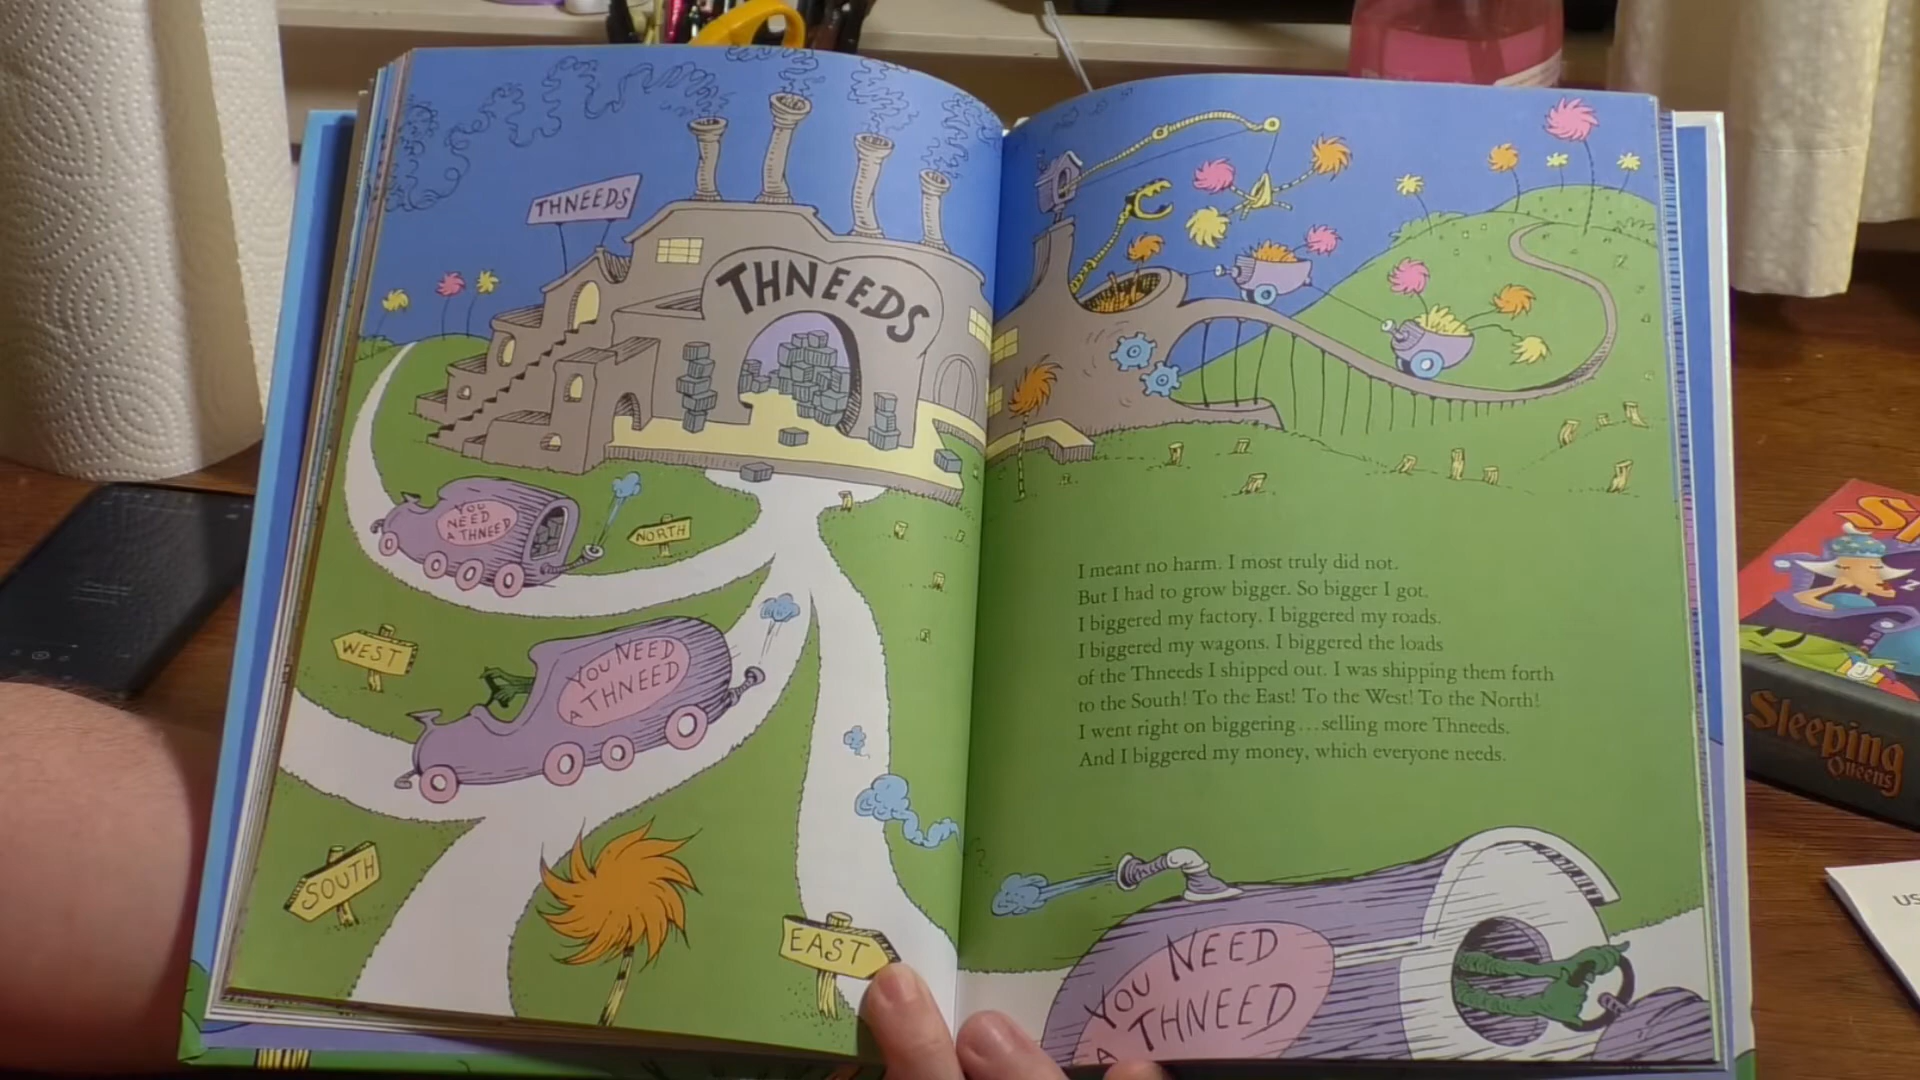 THNEEDS
THNEEDS
YOU
NEED
A THNEED
NORTH
WEST
YOU NEED
A THNEED
SOUTH
EAST
I meant no harm. I most truly did not.
But I had to grow bigger. So bigger I got.
I biggered my factory. I biggered my roads.
I biggered my wagons. I biggered the loads
of the Thneeds I shipped out. I was shipping them forth
to the South! To the East! To the West! To the North!
I went right on biggering...selling more Thneeds.
And I biggered my money, which everyone needs.
YOU NEED
A THNEED
Sleeping
Queens